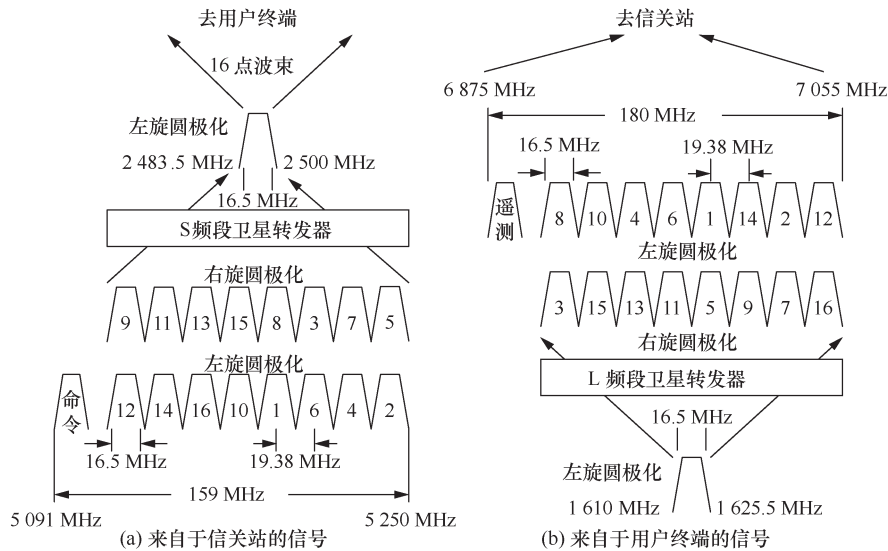 去用户终端
16 点波束
左旋圆极化
2 483.5 MHz
2 500 MHz
16.5 MHz
S频段卫星转发器
右旋圆极化
9 11 13 15 8 3 7 5
左旋圆极化
命令 12 14 16 10 1 6 4 2
16.5 MHz
19.38 MHz
159 MHz
5 091 MHz
5 250 MHz
(a) 来自于信关站的信号
去信关站
6 875 MHz
7 055 MHz
180 MHz
16.5 MHz
19.38 MHz
遥测 8 10 4 6 1 14 2 12
左旋圆极化
3 15 13 11 5 9 7 16
右旋圆极化
L 频段卫星转发器
16.5 MHz
左旋圆极化
1 610 MHz
1 625.5 MHz
(b) 来自于用户终端的信号